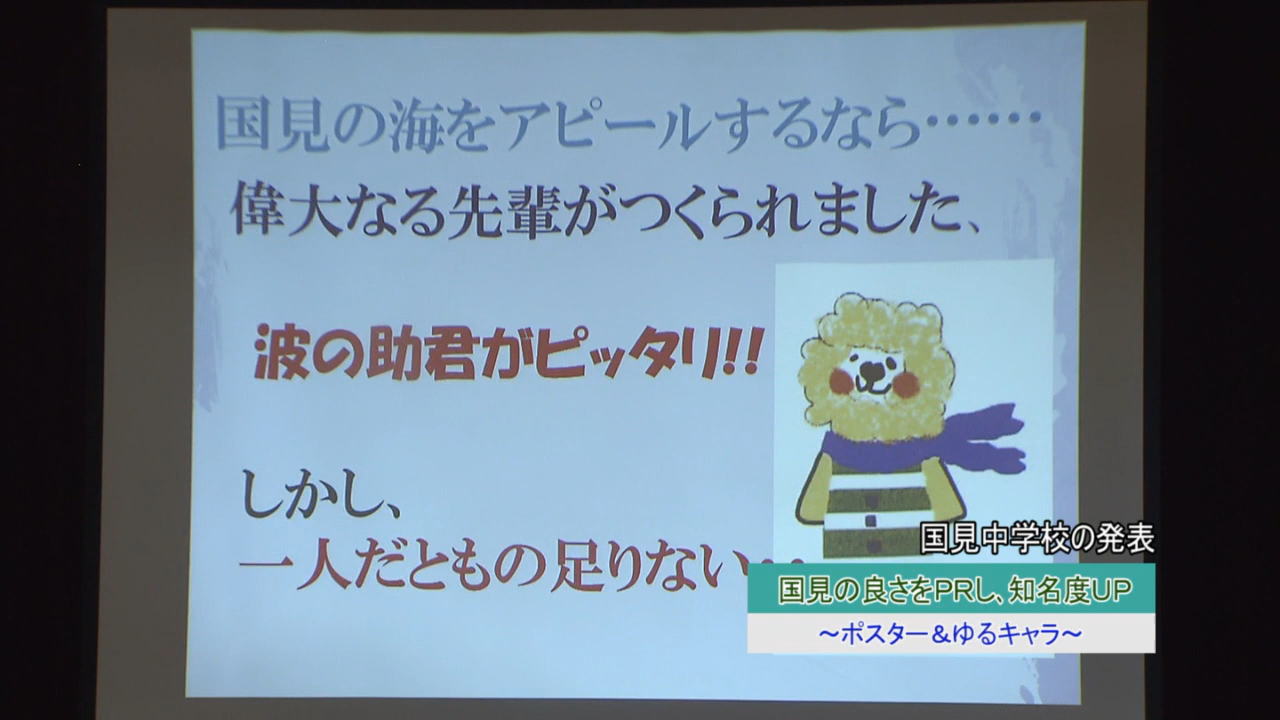 国見の海をアピールするなら……
偉大なる先輩がつくられました、
波の助君がピッタリ!!
しかし、
一人だともの足りない・・
国見中学校の発表
国見の良さをPRし、知名度UP
～ポスター＆ゆるキャラ～